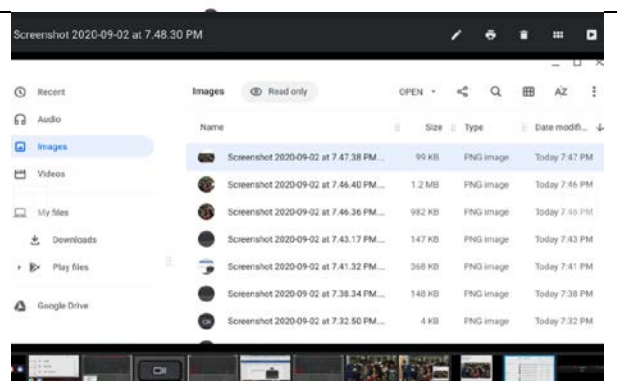 Screenshot 2020-09-02 at 7.48.30 PM
Recent
Audio
Images
Videos
My files
Downloads
Play files
Google Drive
Images Read only OPEN AZ
Name Size Type Date modifi...
Screenshot 2020-09-02 at 7.47.38 PM... 99 KB PNG image Today 7:47 PM
Screenshot 2020-09-02 at 7.46.40 PM... 1.2 MB PNG image Today 7:46 PM
Screenshot 2020-09-02 at 7.46.36 PM... 982 KB PNG image Today 7:46 PM
Screenshot 2020-09-02 at 7.43.17 PM... 147 KB PNG image Today 7:43 PM
Screenshot 2020-09-02 at 7.41.32 PM... 368 KB PNG image Today 7:41 PM
Screenshot 2020-09-02 at 7.38.34 PM... 148 KB PNG image Today 7:38 PM
Screenshot 2020-09-02 at 7.32.50 PM... 4 KB PNG image Today 7:32 PM